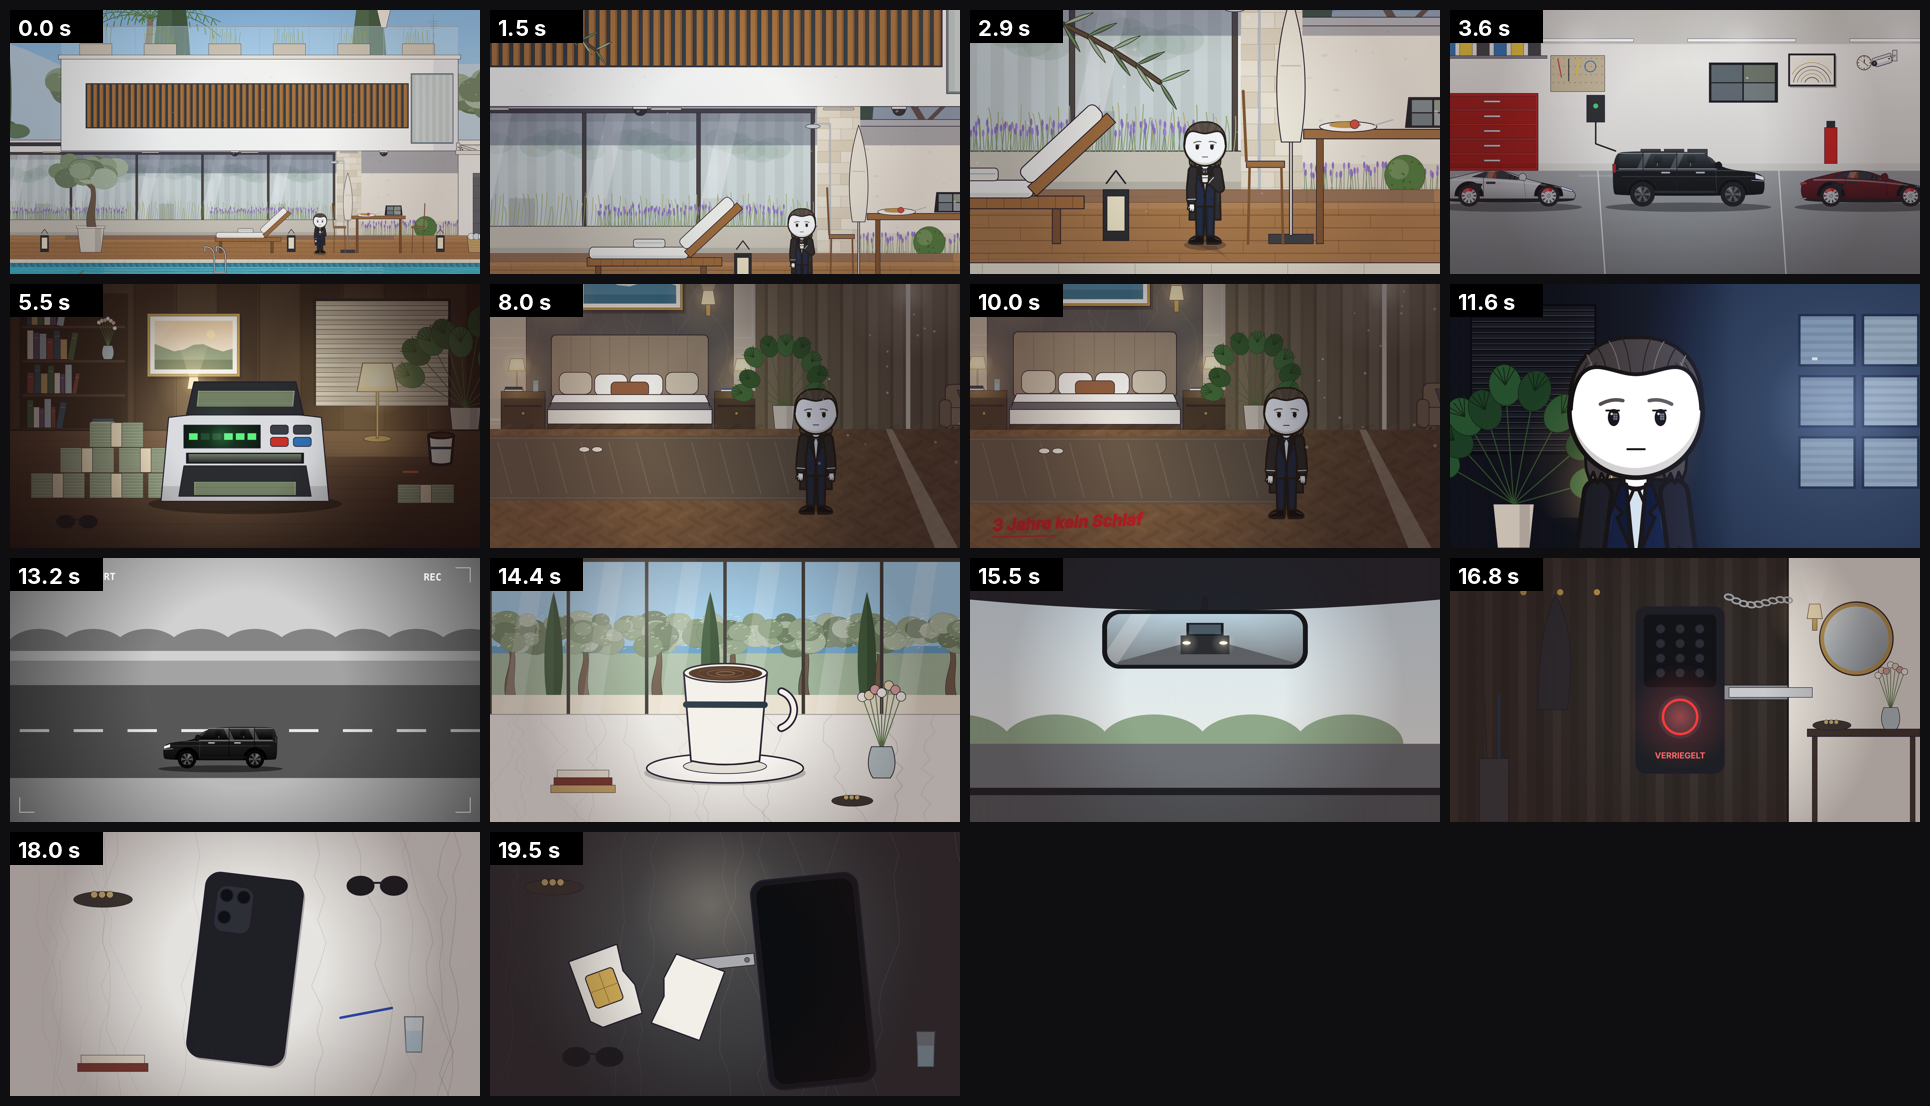 0.0 s
1.5 s
2.9 s
3.6 s
5.5 s
8.0 s
10.0 s
3 Jahre kein Schlaf
11.6 s
13.2 s
RT
REC
14.4 s
15.5 s
16.8 s
VERRIEGELT
18.0 s
19.5 s